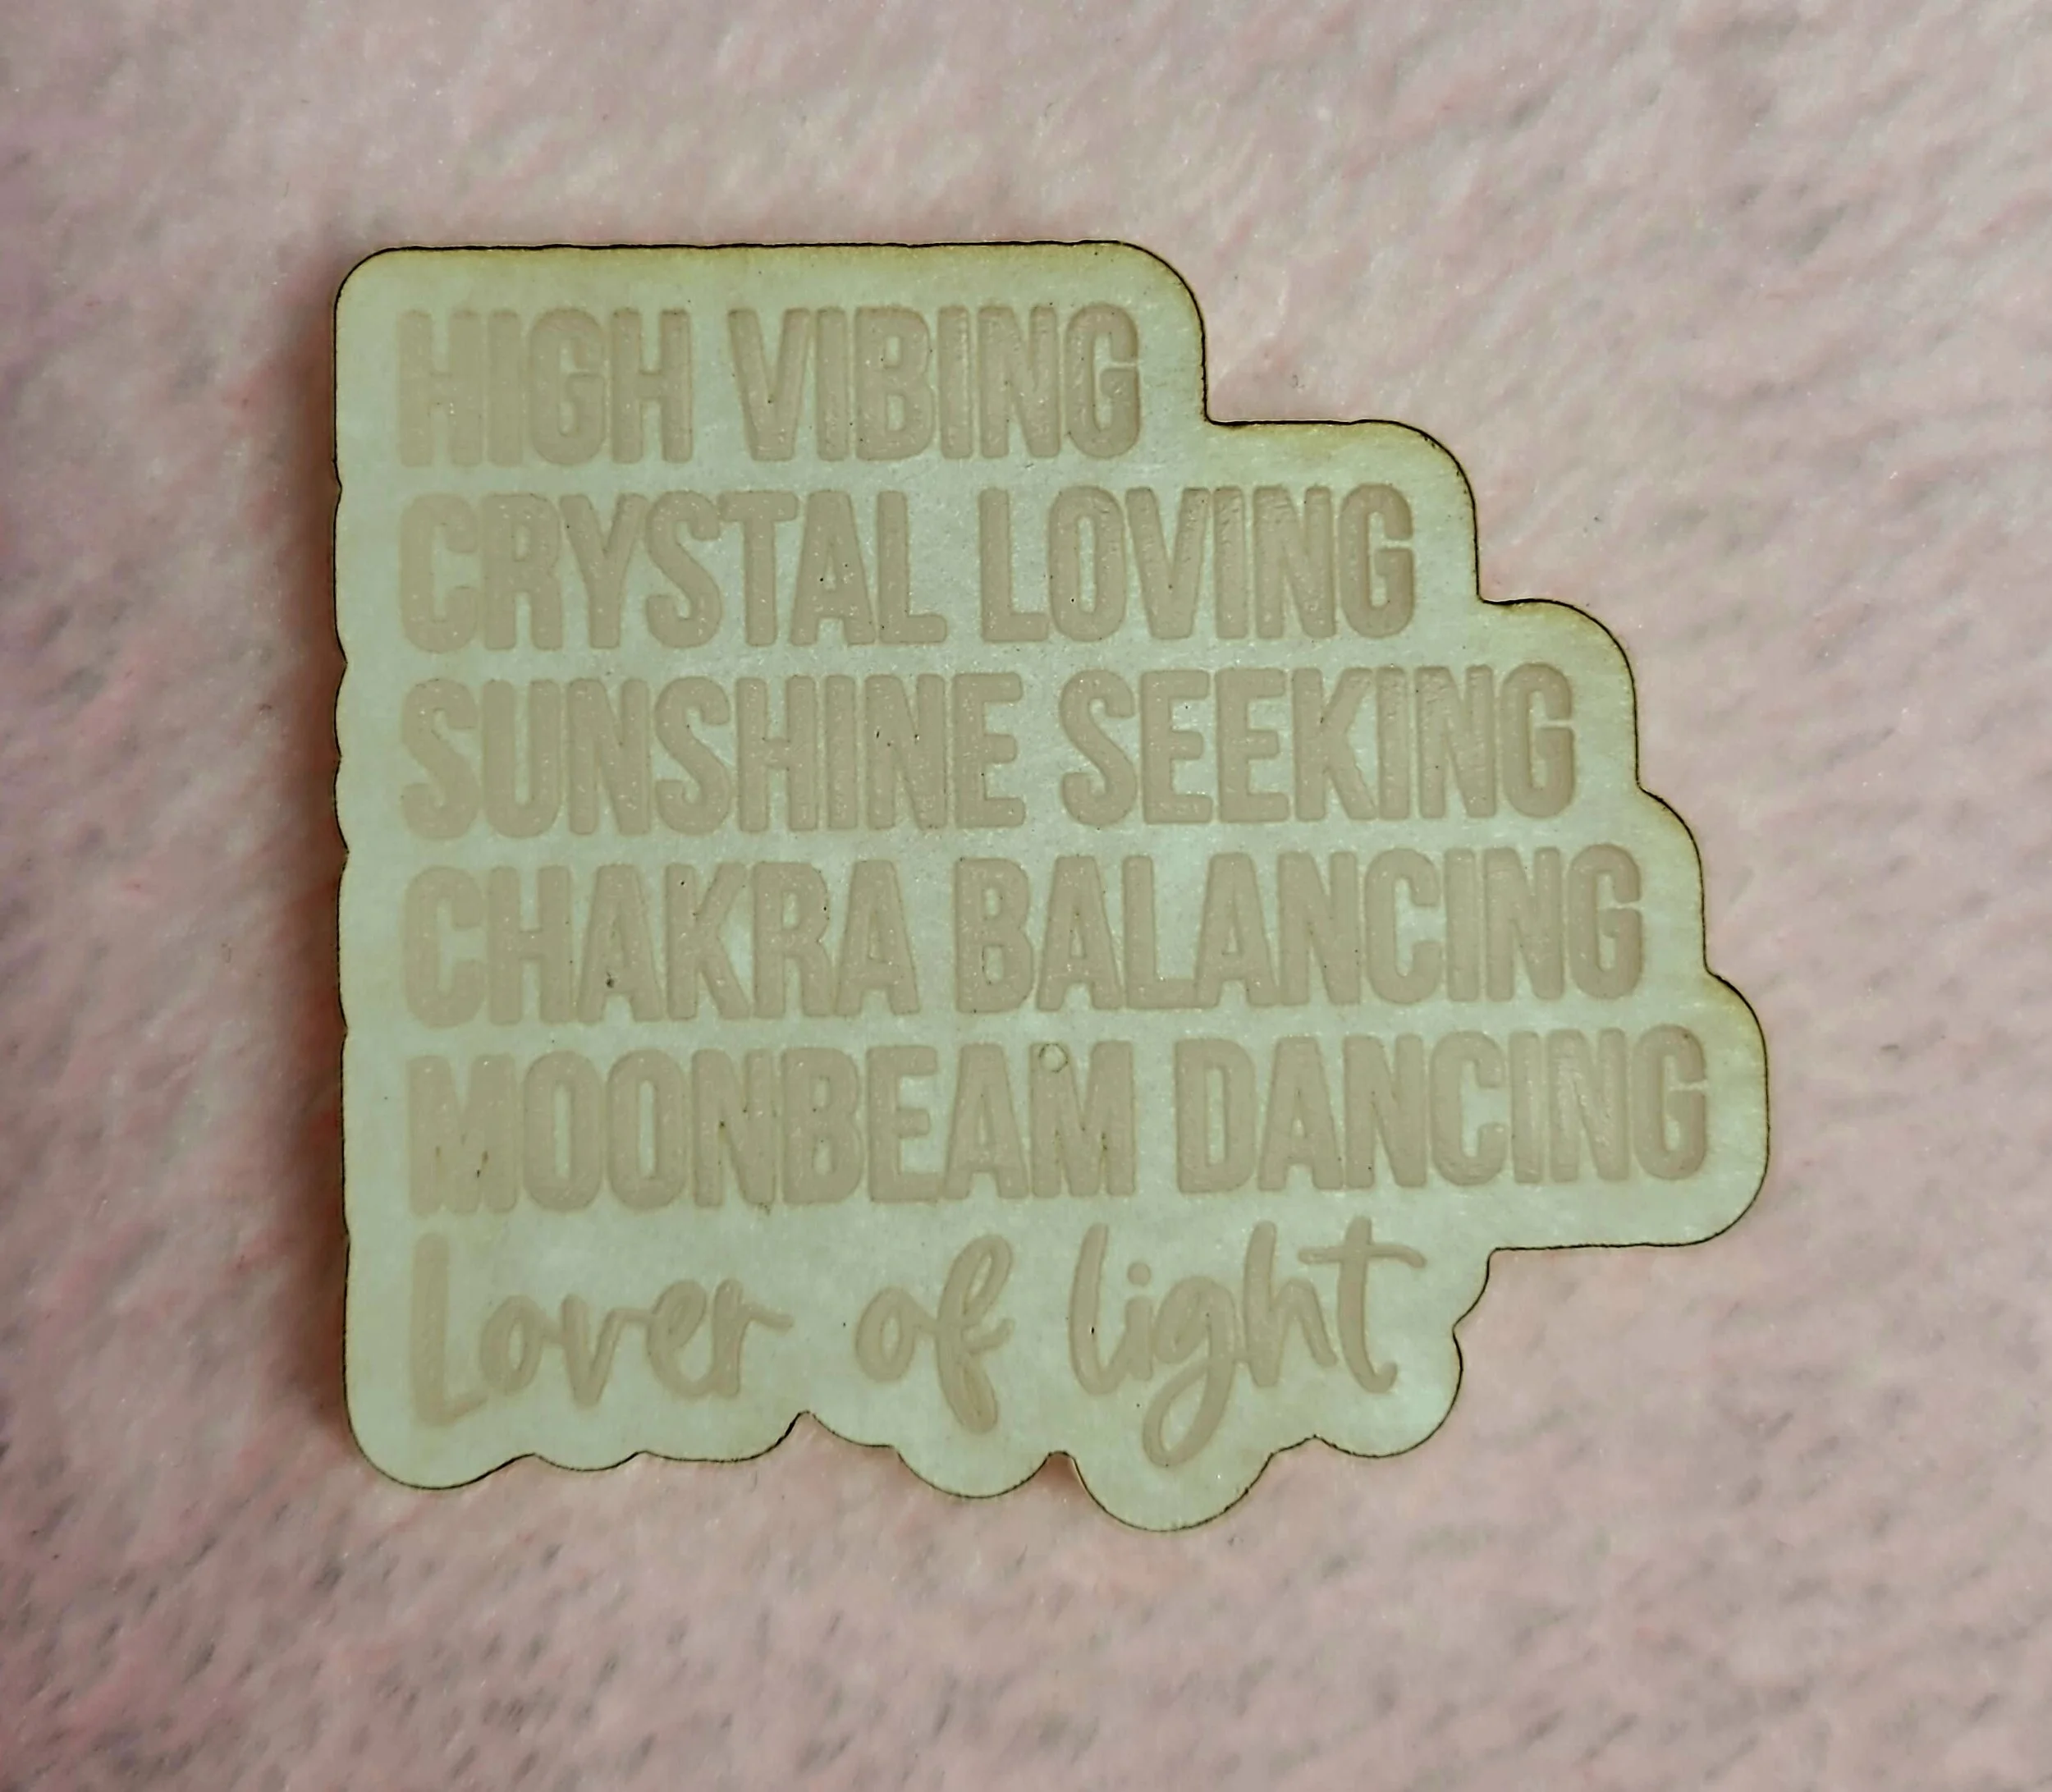 HIGH VIBING
CRYSTAL LOVING
SUNSHINE SEEKING
CHAKRA BALANCING
MOONBEAM DANCING
Lover of light